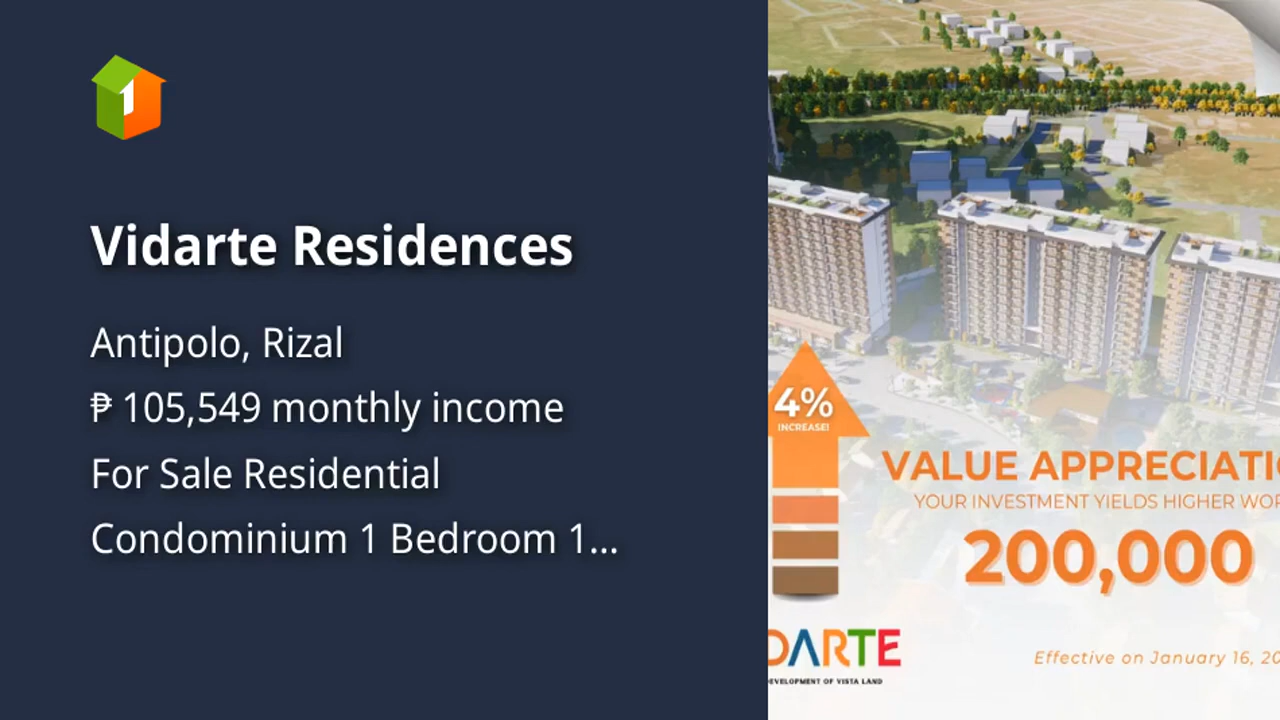 Vidarte Residences
Antipolo, Rizal
₱ 105,549 monthly income
For Sale Residential
Condominium 1 Bedroom 1...
4%
INCREASE!
VALUE APPRECIATI
YOUR INVESTMENT YIELDS HIGHER WOR
200,000
DARTE
DEVELOPMENT OF VISTA LAND
Effective on January 16, 20